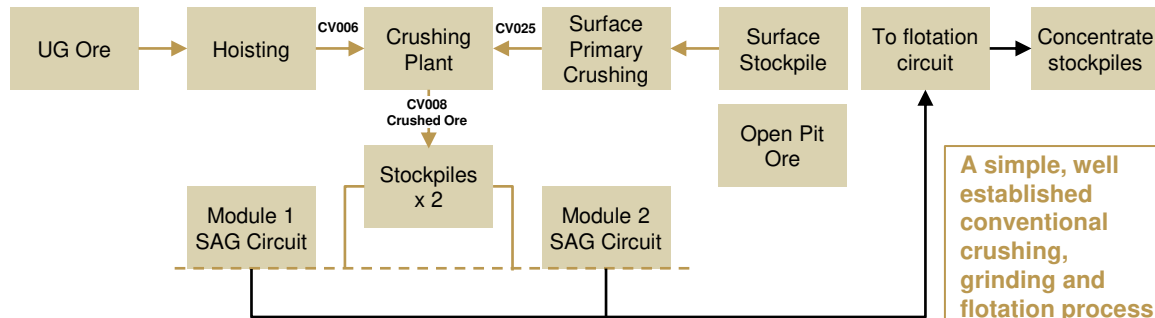 CV006
CV025
UG Ore
Hoisting
Crushing
Plant
Surface
Primary
Crushing
Surface
Stockpile
To flotation
circuit
Concentrate
stockpiles
CV008
Crushed Ore
Open Pit
Ore
Stockpiles
x 2
Module 1
SAG Circuit
Module 2
SAG Circuit
A simple, well
established
conventional
crushing,
grinding and
flotation process